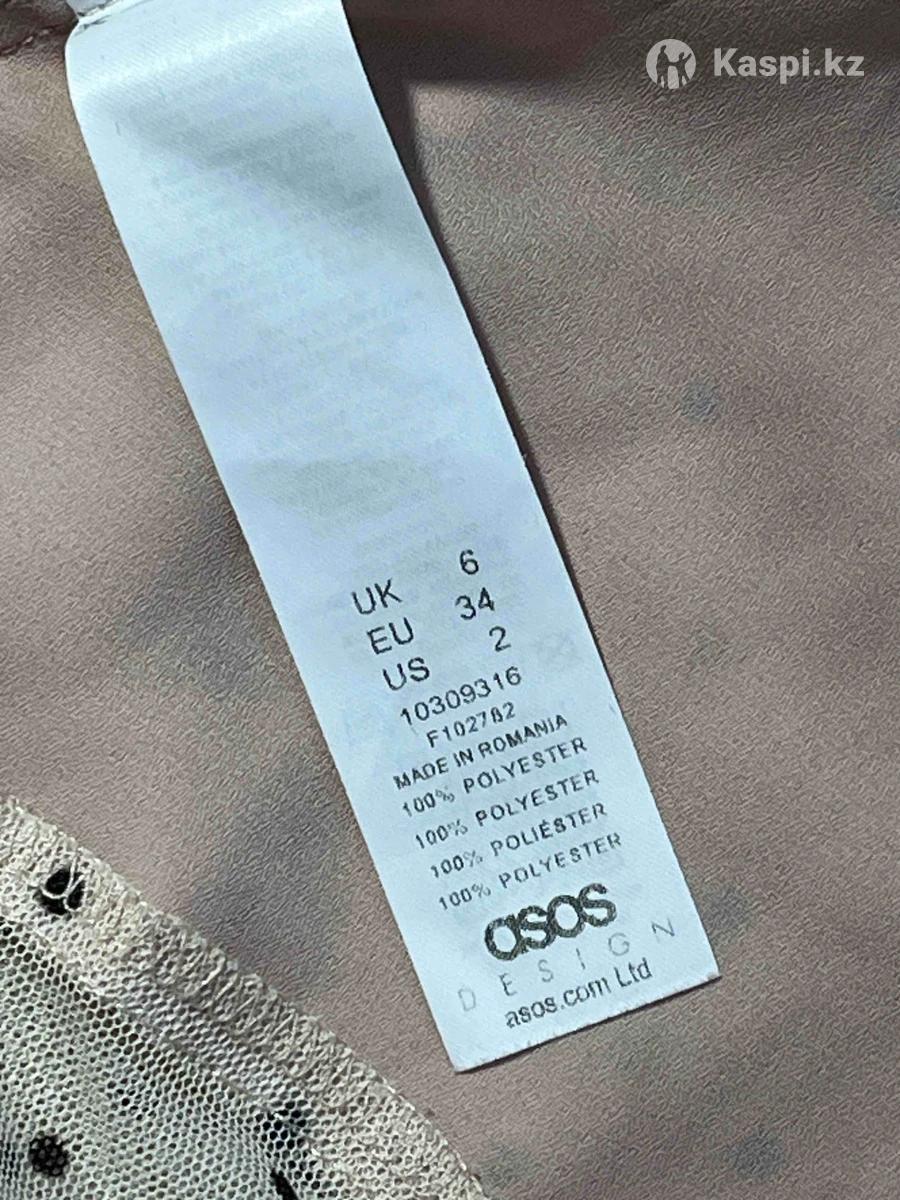 Kaspi.kz
UK 6
EU 34
US 2
10309316
F102782
MADE IN ROMANIA
100% POLYESTER
100% POLYESTER
100% POLIÉSTER
100% POLYESTER
asos
DESIGN
asos.com Ltd